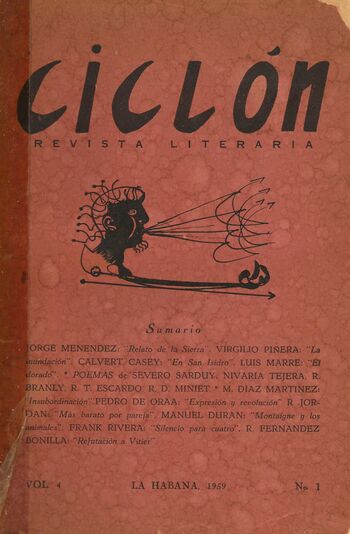 CICLÓN
REVISTA LITERARIA
Sumario
JORGE MENENDEZ: "Relato de la Sierra". VIRGILIO PIÑERA: "La
inundación". CALVERT CASEY: "En San Isidro". LUIS MARRE: "El
dorado". * POEMAS de SEVERO SARDUY, NIVARIA TEJERA, R.
BRANLY, R. T. ESCARDO, R. D. MINIET * M. DIAZ MARTINEZ:
"Insubordinación" PEDRO DE ORAA: "Expresión y revolución" R JOR-
DAN: "Más barato por pareja". MANUEL DURAN: "Montaigne y los
animales". FRANK RIVERA: "Silencio para cuatro". R. FERNANDEZ
BONILLA: "Refutación a Vitier"
VOL. 4 LA HABANA, 1959 No. 1